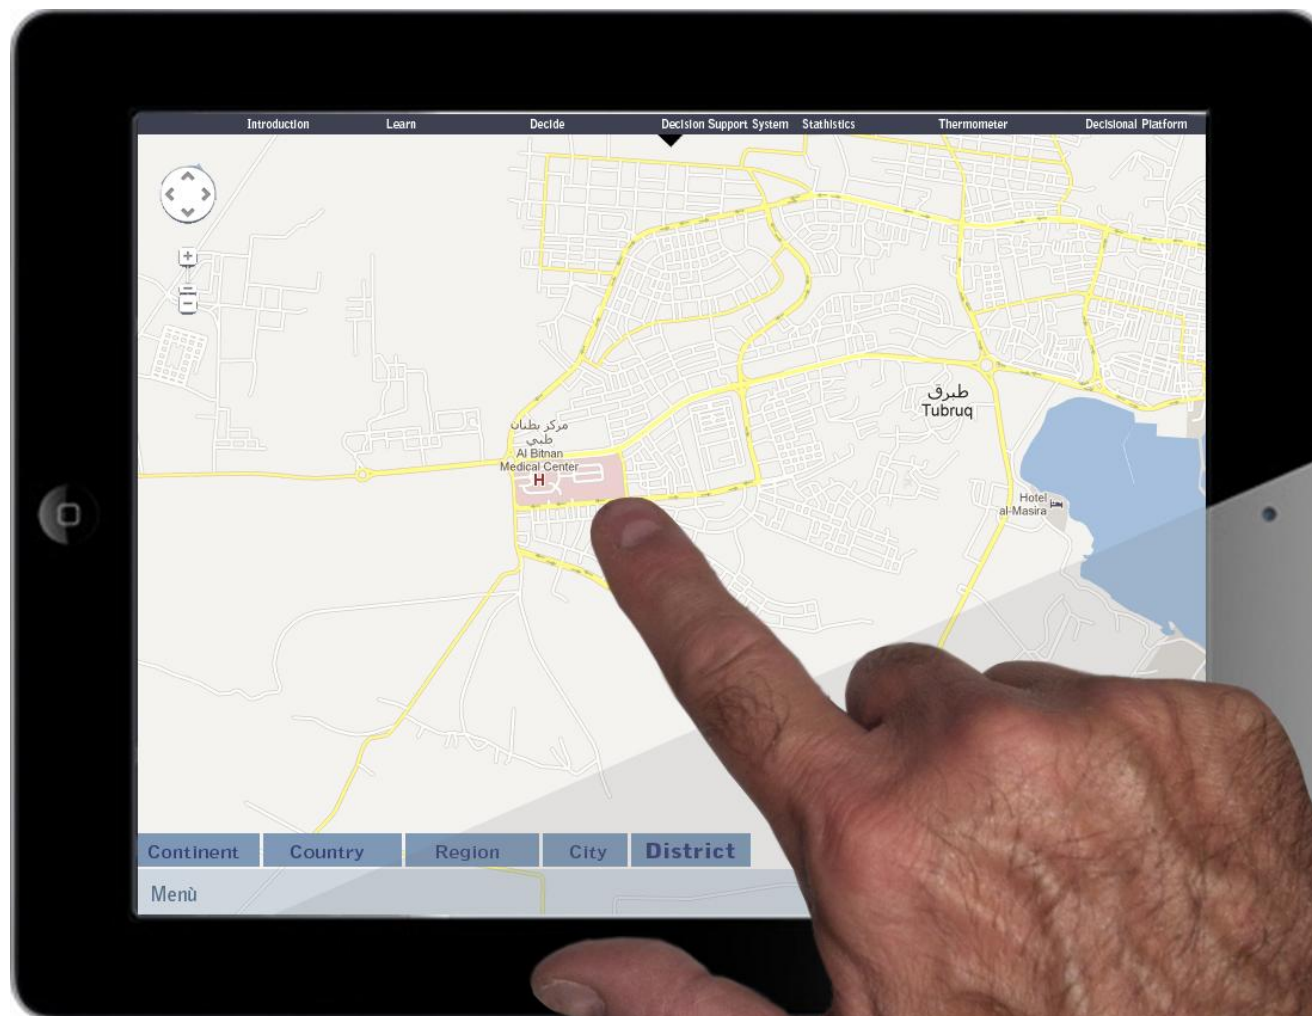 Introduction
Learn
Decide
Decision Support System
Stathistics
Thermometer
Decisional Platform
طبرق
Tubruq
مركز بطنان
طبي
Al Bitnan
Medical Center
H
Hotel
al-Masira
Continent
Country
Region
City
District
Menù